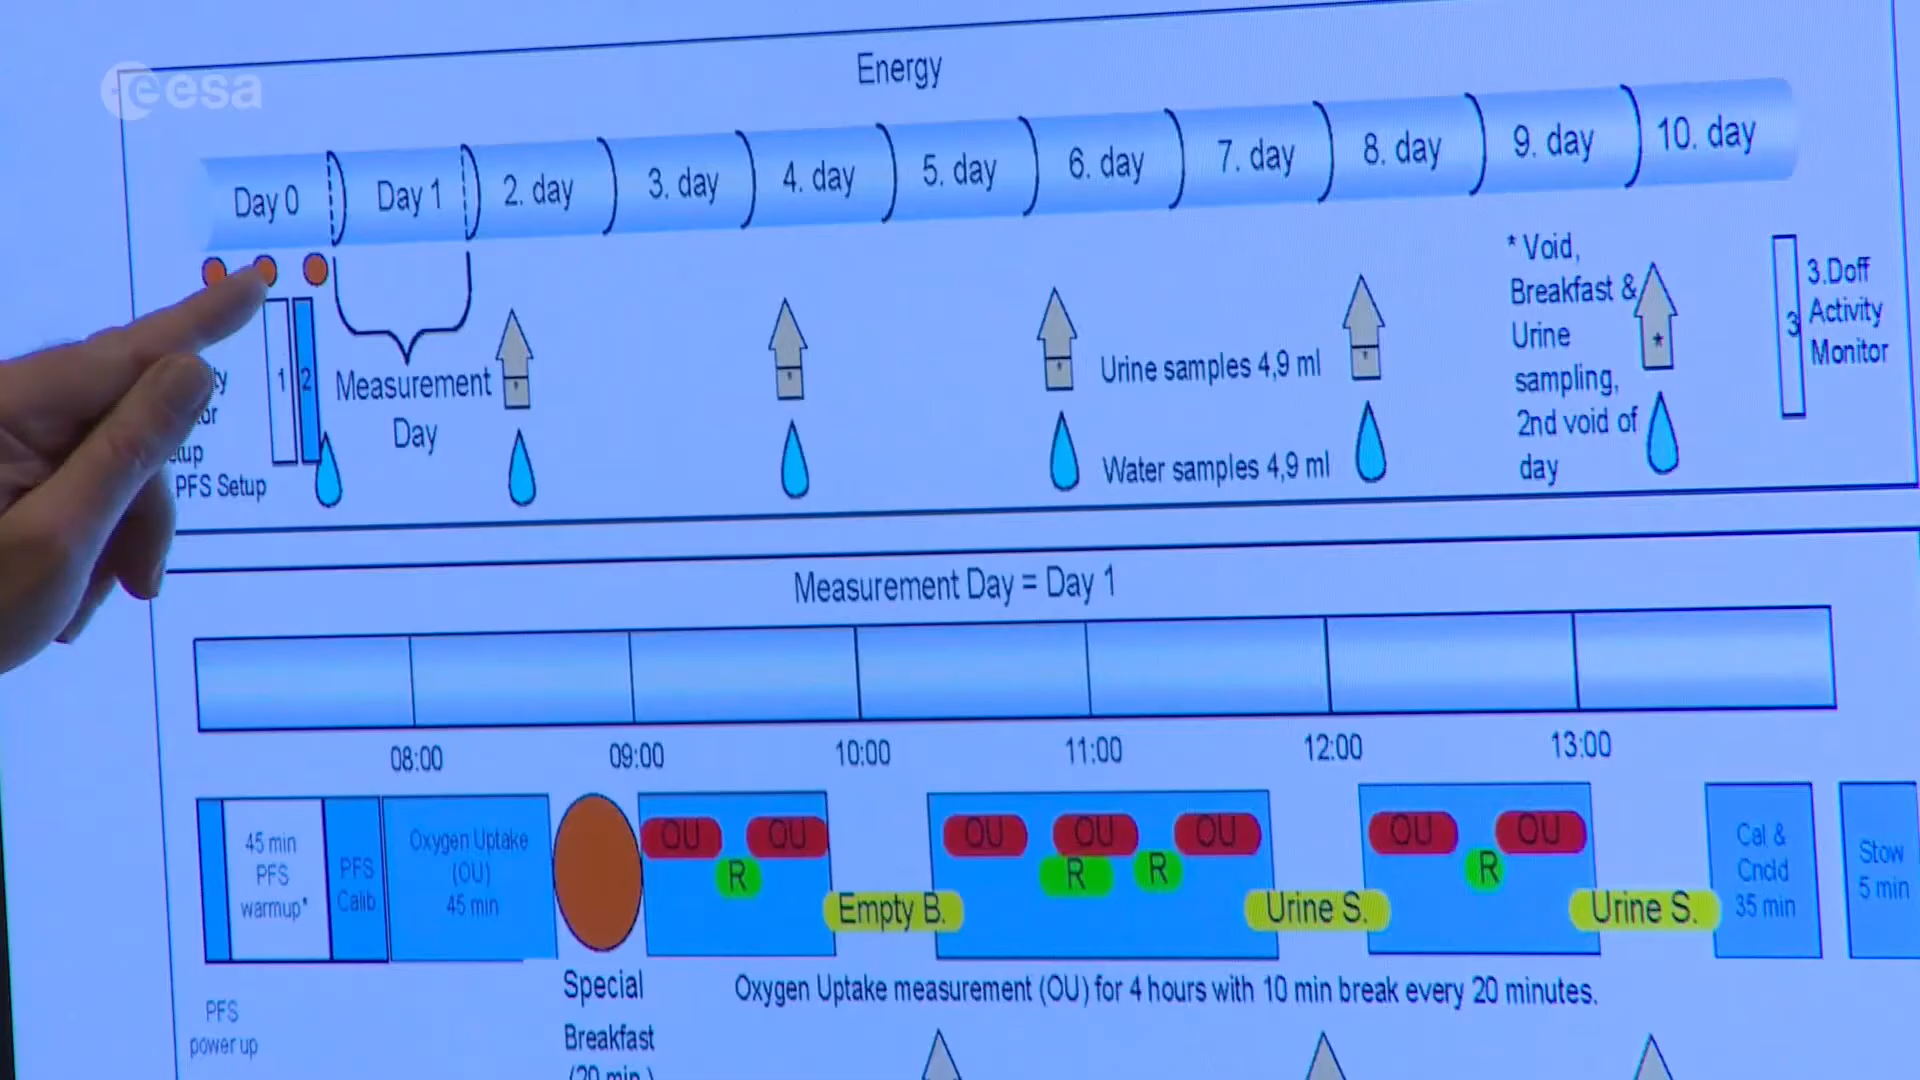 eesa
Energy
Day 0
Day 1
2. day
3. day
4. day
5. day
6. day
7. day
8. day
9. day
10. day
1
2
PFS Setup
Measurement
Day
*
*
*
*
*
Urine samples 4,9 ml
Water samples 4,9 ml
* Void,
Breakfast &
Urine
sampling,
2nd void of
day
3
3.Doff
Activity
Monitor
Measurement Day = Day 1
08:00
09:00
10:00
11:00
12:00
13:00
45 min
PFS
warmup*
PFS
Calib
Oxygen Uptake
(OU)
45 min
OU
OU
R
Empty B.
OU
OU
OU
R
R
Urine S.
OU
OU
R
Urine S.
Cal &
Cncld
35 min
Stow
5 min
PFS
power up
Special
Breakfast
(20 min.)
Oxygen Uptake measurement (OU) for 4 hours with 10 min break every 20 minutes.